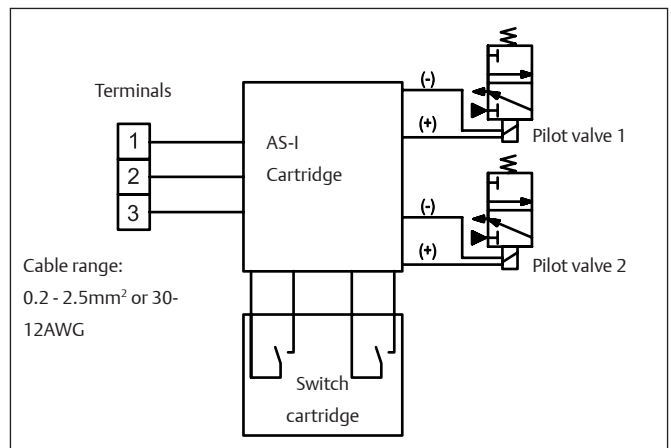 Terminals
1
2
3
AS-I
Cartridge
(-)
(+)
Pilot valve 1
(-)
(+)
Pilot valve 2
Cable range:
0.2 - 2.5mm² or 30-
12AWG
Switch
cartridge